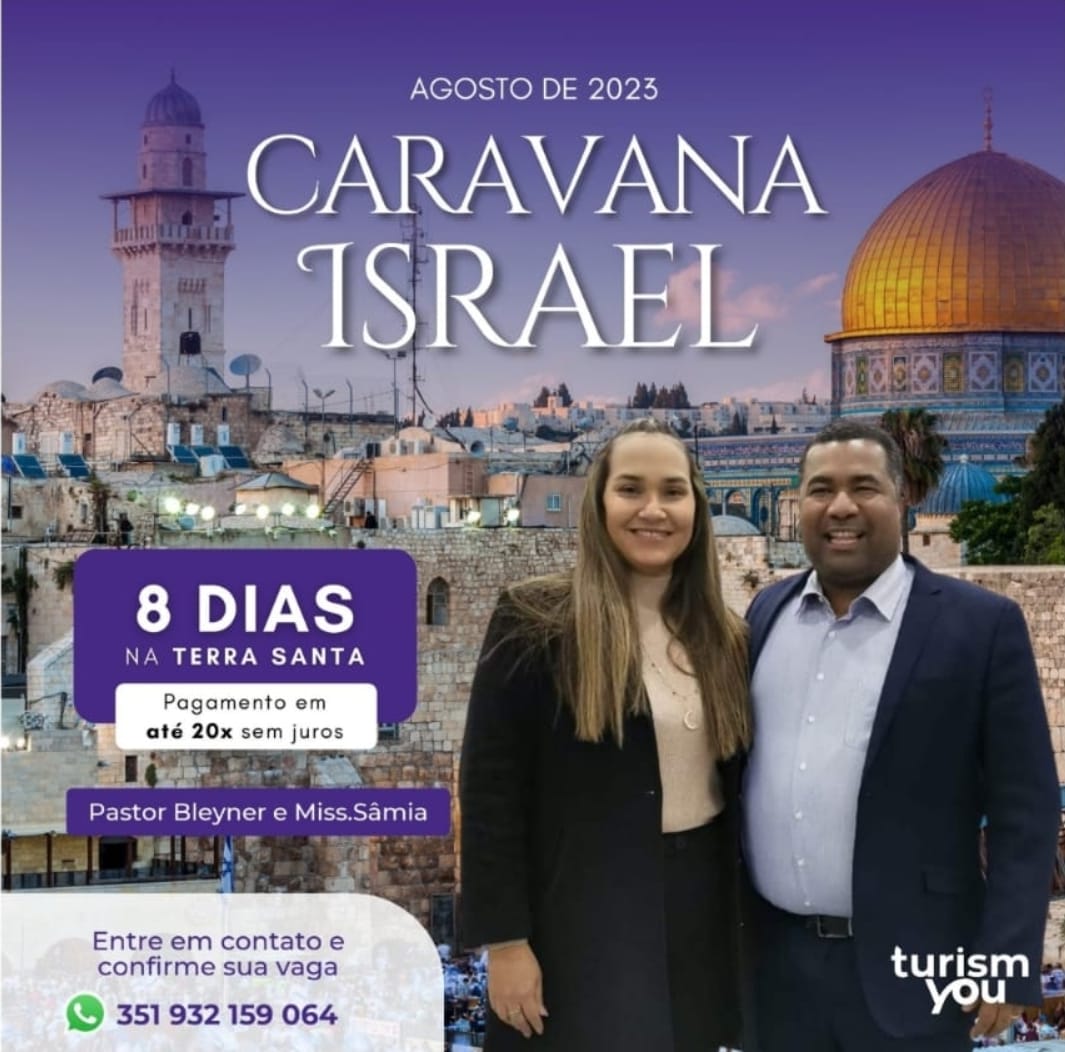 AGOSTO DE 2023
CARAVANA
ISRAEL
8 DIAS
NA TERRA SANTA
Pagamento em
até 20x sem juros
Pastor Bleyner e Miss.Sâmia
Entre em contato e
confirme sua vaga
351 932 159 064
turism
you